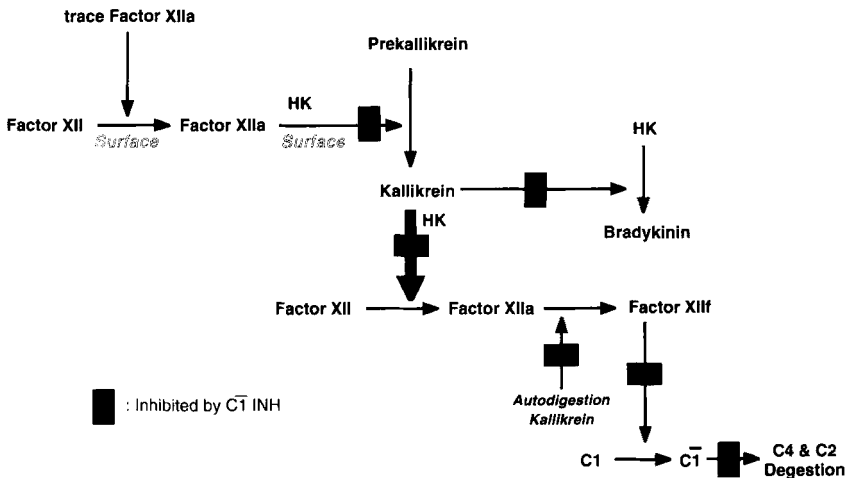 trace Factor XIIa
Prekallikrein
HK
Factor XII
Surface
Factor XIIa
Surface
HK
Kallikrein
HK
Bradykinin
Factor XII
Factor XIIa
Factor XIIf
Autodigestion
Kallikrein
: Inhibited by C1̅ INH
C1
C1̅
C4 & C2
Degestion